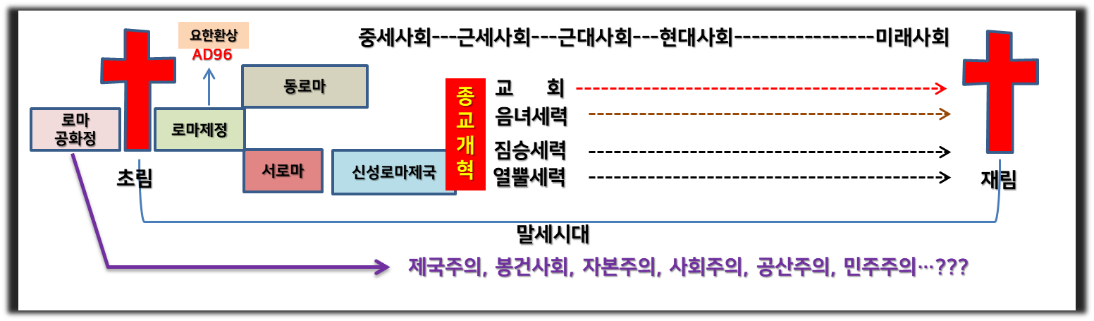 요한환상
AD96
중세사회---근세사회---근대사회---현대사회-----------------미래사회
동로마
로마
공화정
로마제정
서로마
신성로마제국
종
교
개
혁
교 회
음녀세력
짐승세력
열뿔세력
초림
재림
말세시대
제국주의, 봉건사회, 자본주의, 사회주의, 공산주의, 민주주의…???